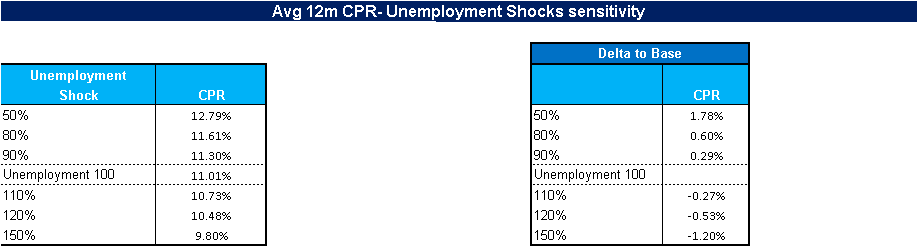 Avg 12m CPR- Unemployment Shocks sensitivity
Unemployment
Shock CPR
50% 12.79%
80% 11.61%
90% 11.30%
Unemployment 100 11.01%
110% 10.73%
120% 10.48%
150% 9.80%
Delta to Base
CPR
50% 1.78%
80% 0.60%
90% 0.29%
Unemployment 100
110% -0.27%
120% -0.53%
150% -1.20%